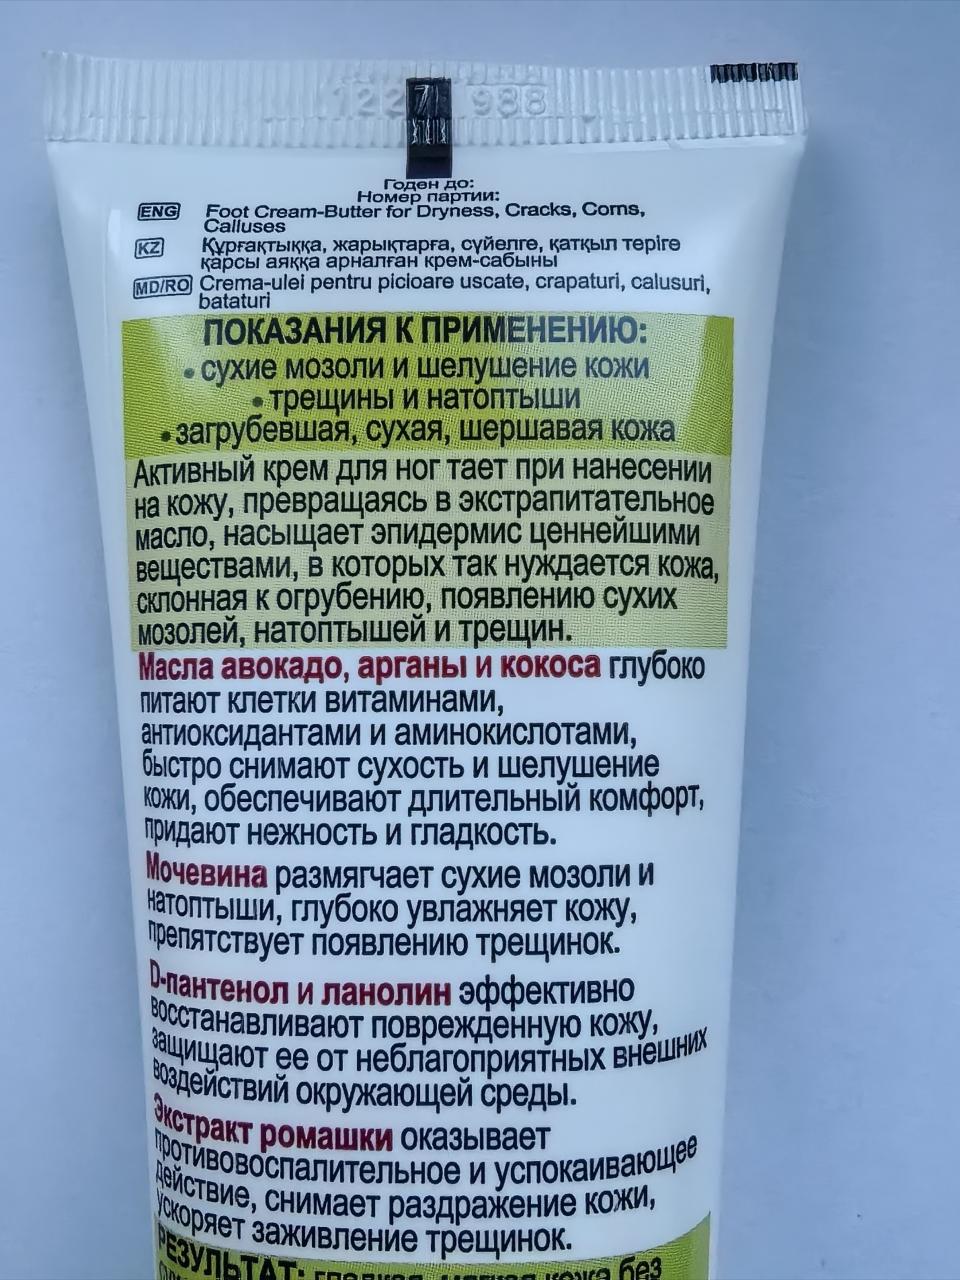 Годен до:
Номер партии:
ENG Foot Cream-Butter for Dryness, Cracks, Corns,
Calluses
KZ Құрғақтыққа, жарықтарға, сүйелге, қатқыл теріге
қарсы аяққа арналған крем-сабыны
MD/RO Crema-ulei pentru picioare uscate, crapaturi, calusuri,
bataturi
ПОКАЗАНИЯ К ПРИМЕНЕНИЮ:
• сухие мозоли и шелушение кожи
• трещины и натоптыши
• загрубевшая, сухая, шершавая кожа
Активный крем для ног тает при нанесении
на кожу, превращаясь в экстрапитательное
масло, насыщает эпидермис ценнейшими
веществами, в которых так нуждается кожа,
склонная к огрубению, появлению сухих
мозолей, натоптышей и трещин.
Масла авокадо, арганы и кокоса глубоко
питают клетки витаминами,
антиоксидантами и аминокислотами,
быстро снимают сухость и шелушение
кожи, обеспечивают длительный комфорт,
придают нежность и гладкость.
Мочевина размягчает сухие мозоли и
натоптыши, глубоко увлажняет кожу,
препятствует появлению трещинок.
D-пантенол и ланолин эффективно
восстанавливают поврежденную кожу,
защищают ее от неблагоприятных внешних
воздействий окружающей среды.
Экстракт ромашки оказывает
противовоспалительное и успокаивающее
действие, снимает раздражение кожи,
ускоряет заживление трещинок.
РЕЗУЛЬТАТ: гладкая, мягкая кожа без